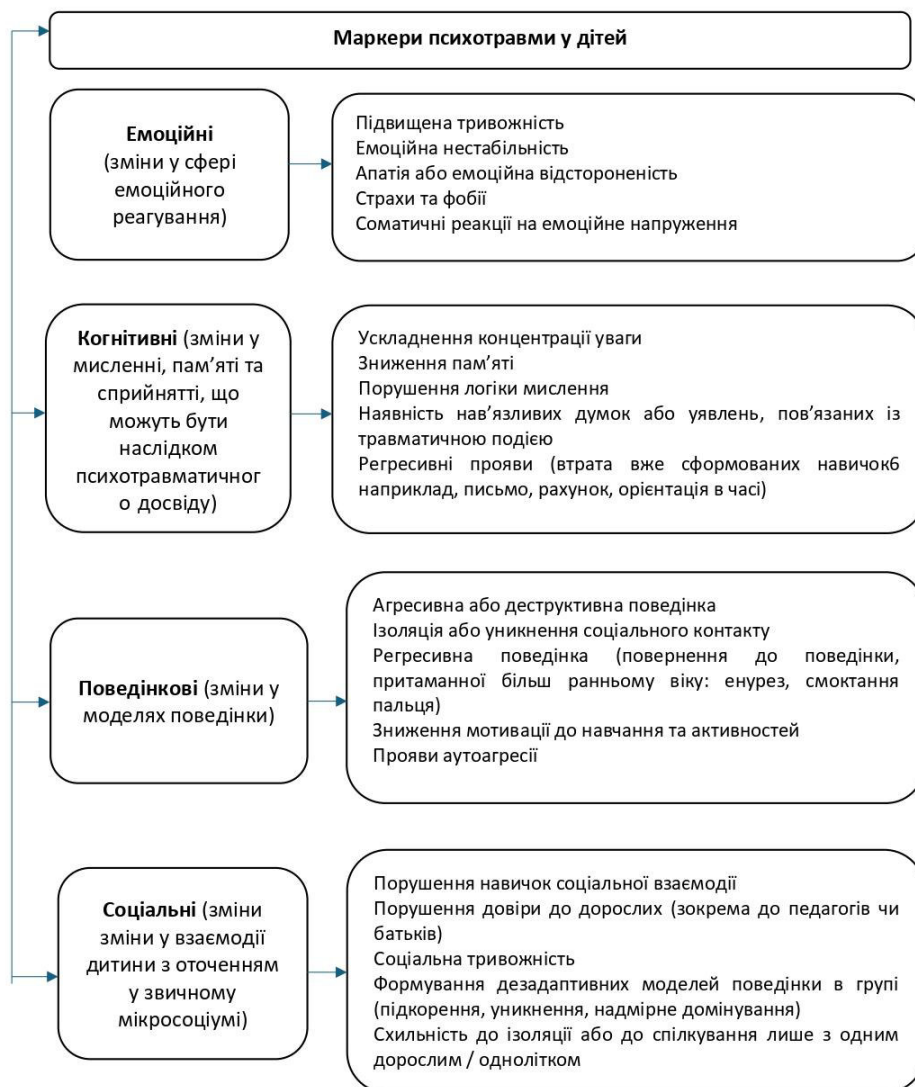 Маркери психотравми у дітей
Емоційні
(зміни у сфері
емоційного
реагування)
Підвищена тривожність
Емоційна нестабільність
Апатія або емоційна відстороненість
Страхи та фобії
Соматичні реакції на емоційне напруження
Когнітивні (зміни у
мисленні, пам’яті та
сприйнятті, що
можуть бути
наслідком
психотравматичног
о досвіду)
Ускладнення концентрації уваги
Зниження пам’яті
Порушення логіки мислення
Наявність нав’язливих думок або уявлень, пов’язаних із
травматичною подією
Регресивні прояви (втрата вже сформованих навичок6
наприклад, письмо, рахунок, орієнтація в часі)
Поведінкові (зміни у
моделях поведінки)
Агресивна або деструктивна поведінка
Ізоляція або уникнення соціального контакту
Регресивна поведінка (повернення до поведінки,
притаманної більш ранньому віку: енурез, смоктання
пальця)
Зниження мотивації до навчання та активностей
Прояви аутоагресії
Соціальні (зміни
зміни у взаємодії
дитини з оточенням
у звичному
мікросоціумі)
Порушення навичок соціальної взаємодії
Порушення довіри до дорослих (зокрема до педагогів чи
батьків)
Соціальна тривожність
Формування дезадаптивних моделей поведінки в групі
(підкорення, уникнення, надмірне домінування)
Схильність до ізоляції або до спілкування лише з одним
дорослим / однолітком